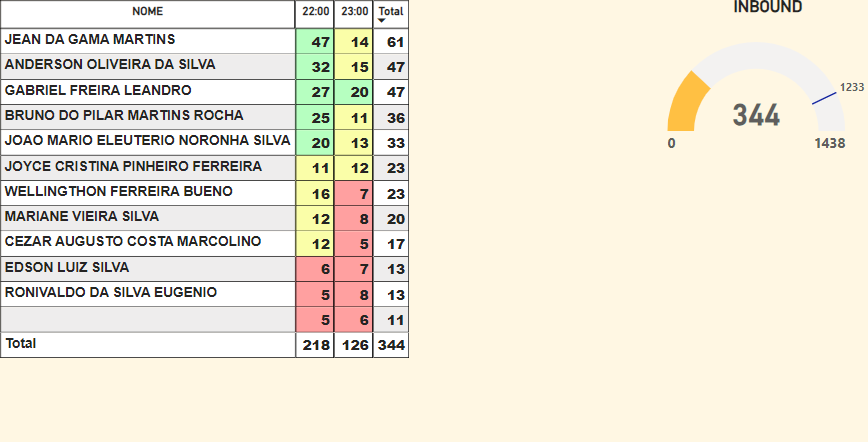 NOME 22:00 23:00 Total
JEAN DA GAMA MARTINS 47 14 61
ANDERSON OLIVEIRA DA SILVA 32 15 47
GABRIEL FREIRA LEANDRO 27 20 47
BRUNO DO PILAR MARTINS ROCHA 25 11 36
JOAO MARIO ELEUTERIO NORONHA SILVA 20 13 33
JOYCE CRISTINA PINHEIRO FERREIRA 11 12 23
WELLINGTHON FERREIRA BUENO 16 7 23
MARIANE VIEIRA SILVA 12 8 20
CEZAR AUGUSTO COSTA MARCOLINO 12 5 17
EDSON LUIZ SILVA 6 7 13
RONIVALDO DA SILVA EUGENIO 5 8 13
5 6 11
Total 218 126 344
INBOUND
1233
344
0 1438